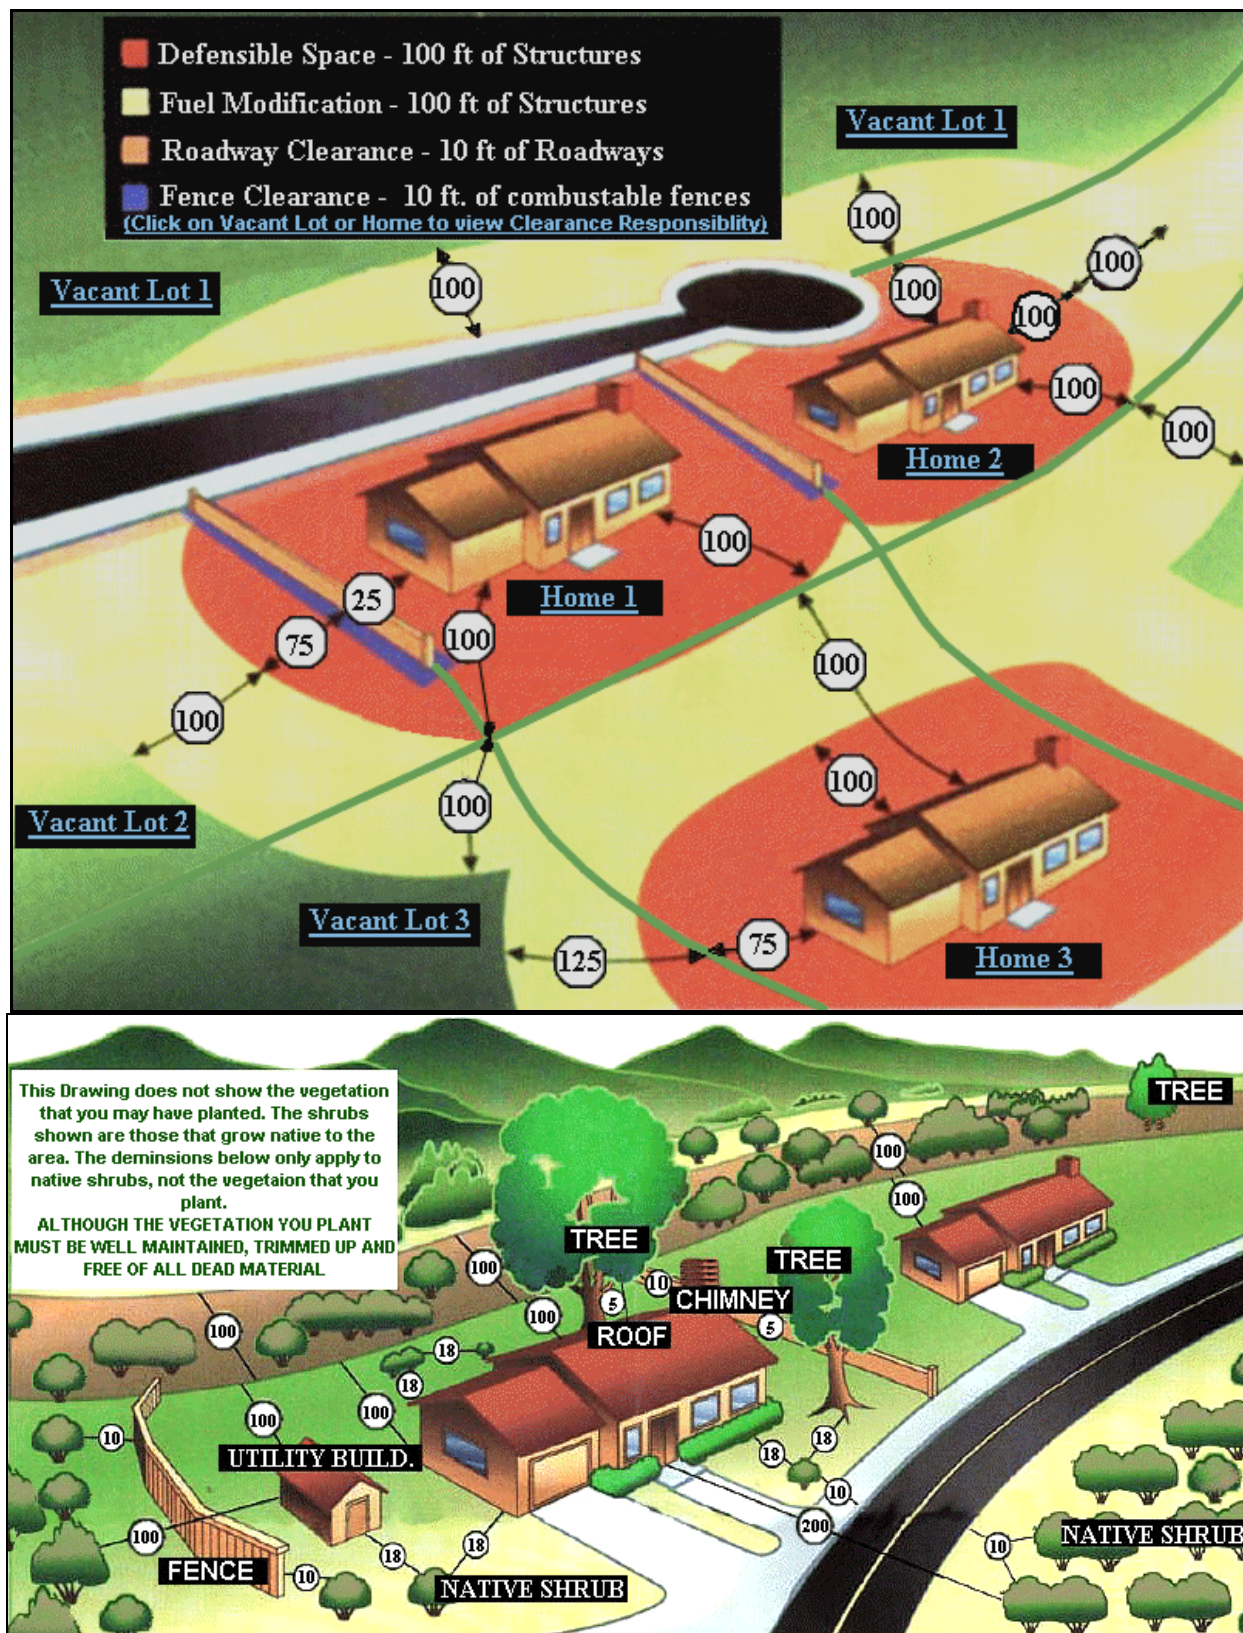 Defensible Space - 100 ft of Structures
Fuel Modification - 100 ft of Structures
Roadway Clearance - 10 ft of Roadways
Fence Clearance - 10 ft. of combustable fences
(Click on Vacant Lot or Home to view Clearance Responsiblity)
Vacant Lot 1
100
100
Vacant Lot 1
100
100
100
100
100
Home 2
100
100
Home 1
25
75
100
100
100
100
Vacant Lot 2
100
Vacant Lot 3
125
75
Home 3
This Drawing does not show the vegetation
that you may have planted. The shrubs
shown are those that grow native to the
area. The deminsions below only apply to
native shrubs, not the vegetaion that you
plant.
ALTHOUGH THE VEGETATION YOU PLANT
MUST BE WELL MAINTAINED, TRIMMED UP AND
FREE OF ALL DEAD MATERIAL
TREE
100
100
TREE
TREE
100
10
CHIMNEY
5
100
ROOF
5
100
18
18
100
100
10
UTILITY BUILD.
18
18
10
200
100
NATIVE SHRUB
10
18
18
FENCE
10
NATIVE SHRUB